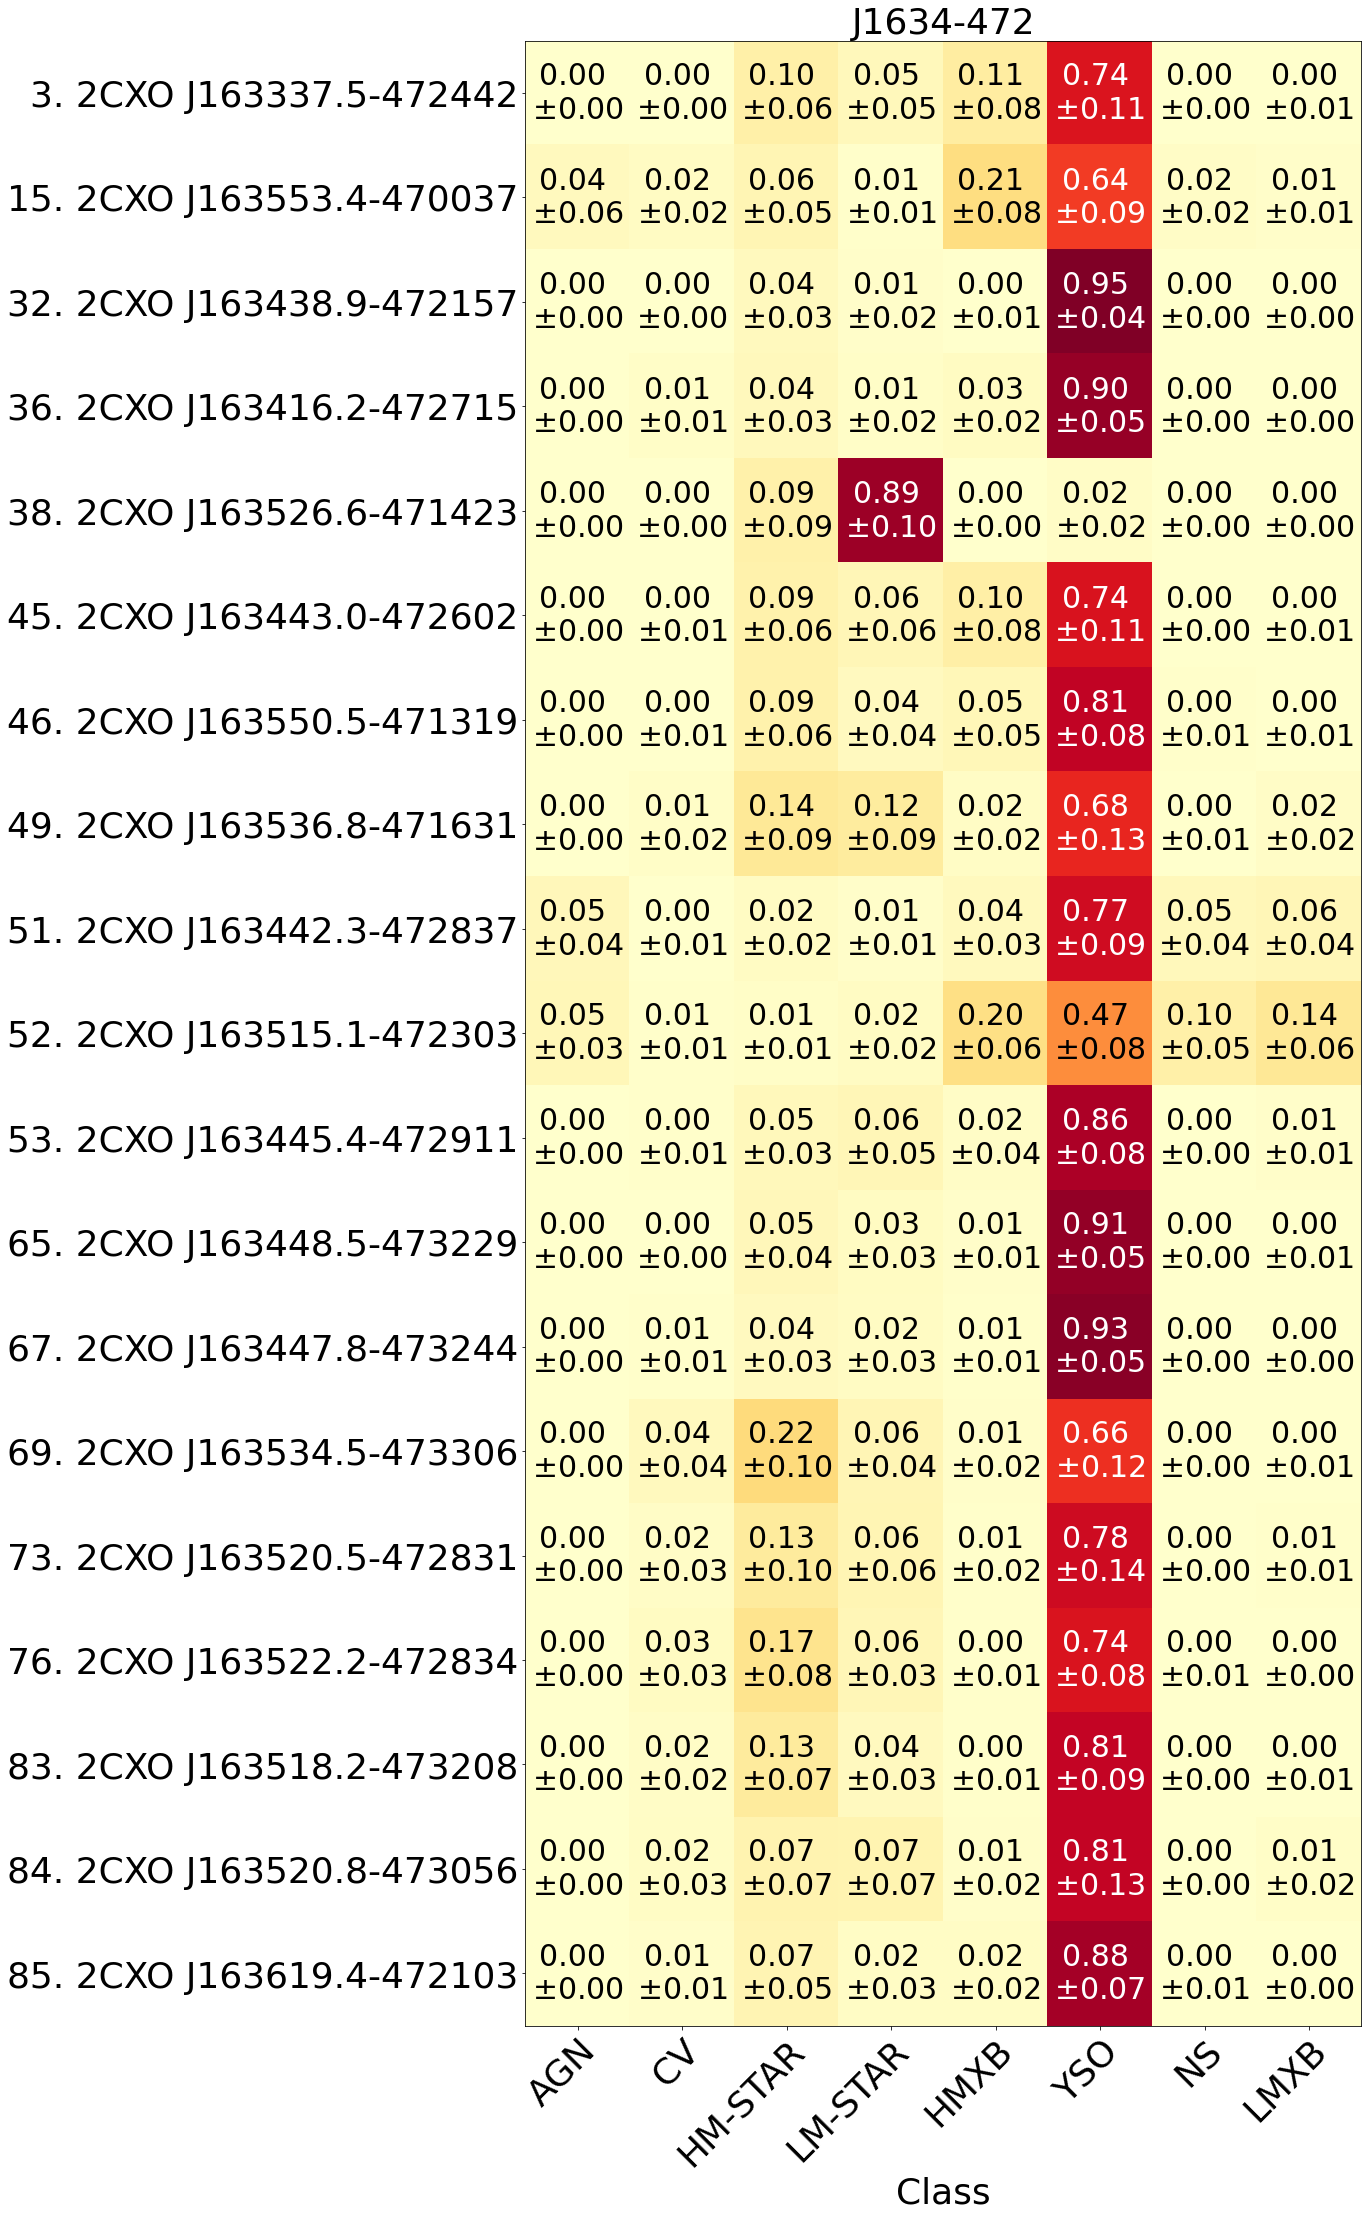 J1634-472
3. 2CXO J163337.5-472442
0.00 0.00 0.10 0.05 0.11 0.74 0.00 0.00
±0.00 ±0.00 ±0.06 ±0.05 ±0.08 ±0.11 ±0.00 ±0.01
15. 2CXO J163553.4-470037
0.04 0.02 0.06 0.01 0.21 0.64 0.02 0.01
±0.06 ±0.02 ±0.05 ±0.01 ±0.08 ±0.09 ±0.02 ±0.01
32. 2CXO J163438.9-472157
0.00 0.00 0.04 0.01 0.00 0.95 0.00 0.00
±0.00 ±0.00 ±0.03 ±0.02 ±0.01 ±0.04 ±0.00 ±0.00
36. 2CXO J163416.2-472715
0.00 0.01 0.04 0.01 0.03 0.90 0.00 0.00
±0.00 ±0.01 ±0.03 ±0.02 ±0.02 ±0.05 ±0.00 ±0.00
38. 2CXO J163526.6-471423
0.00 0.00 0.09 0.89 0.00 0.02 0.00 0.00
±0.00 ±0.00 ±0.09 ±0.10 ±0.00 ±0.02 ±0.00 ±0.00
45. 2CXO J163443.0-472602
0.00 0.00 0.09 0.06 0.10 0.74 0.00 0.00
±0.00 ±0.01 ±0.06 ±0.06 ±0.08 ±0.11 ±0.00 ±0.01
46. 2CXO J163550.5-471319
0.00 0.00 0.09 0.04 0.05 0.81 0.00 0.00
±0.00 ±0.01 ±0.06 ±0.04 ±0.05 ±0.08 ±0.01 ±0.01
49. 2CXO J163536.8-471631
0.00 0.01 0.14 0.12 0.02 0.68 0.00 0.02
±0.00 ±0.02 ±0.09 ±0.09 ±0.02 ±0.13 ±0.01 ±0.02
51. 2CXO J163442.3-472837
0.05 0.00 0.02 0.01 0.04 0.77 0.05 0.06
±0.04 ±0.01 ±0.02 ±0.01 ±0.03 ±0.09 ±0.04 ±0.04
52. 2CXO J163515.1-472303
0.05 0.01 0.01 0.02 0.20 0.47 0.10 0.14
±0.03 ±0.01 ±0.01 ±0.02 ±0.06 ±0.08 ±0.05 ±0.06
53. 2CXO J163445.4-472911
0.00 0.00 0.05 0.06 0.02 0.86 0.00 0.01
±0.00 ±0.01 ±0.03 ±0.05 ±0.04 ±0.08 ±0.00 ±0.01
65. 2CXO J163448.5-473229
0.00 0.00 0.05 0.03 0.01 0.91 0.00 0.00
±0.00 ±0.00 ±0.04 ±0.03 ±0.01 ±0.05 ±0.00 ±0.01
67. 2CXO J163447.8-473244
0.00 0.01 0.04 0.02 0.01 0.93 0.00 0.00
±0.00 ±0.01 ±0.03 ±0.03 ±0.01 ±0.05 ±0.00 ±0.00
69. 2CXO J163534.5-473306
0.00 0.04 0.22 0.06 0.01 0.66 0.00 0.00
±0.00 ±0.04 ±0.10 ±0.04 ±0.02 ±0.12 ±0.00 ±0.01
73. 2CXO J163520.5-472831
0.00 0.02 0.13 0.06 0.01 0.78 0.00 0.01
±0.00 ±0.03 ±0.10 ±0.06 ±0.02 ±0.14 ±0.00 ±0.01
76. 2CXO J163522.2-472834
0.00 0.03 0.17 0.06 0.00 0.74 0.00 0.00
±0.00 ±0.03 ±0.08 ±0.03 ±0.01 ±0.08 ±0.01 ±0.00
83. 2CXO J163518.2-473208
0.00 0.02 0.13 0.04 0.00 0.81 0.00 0.00
±0.00 ±0.02 ±0.07 ±0.03 ±0.01 ±0.09 ±0.00 ±0.01
84. 2CXO J163520.8-473056
0.00 0.02 0.07 0.07 0.01 0.81 0.00 0.01
±0.00 ±0.03 ±0.07 ±0.07 ±0.02 ±0.13 ±0.00 ±0.02
85. 2CXO J163619.4-472103
0.00 0.01 0.07 0.02 0.02 0.88 0.00 0.00
±0.00 ±0.01 ±0.05 ±0.03 ±0.02 ±0.07 ±0.01 ±0.00
AGN CV HM-STAR LM-STAR HMXB YSO NS LMXB
Class